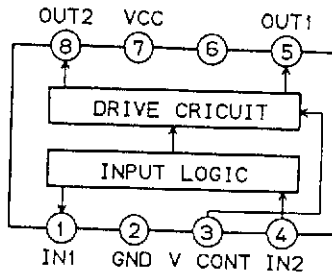 OUT2 VCC OUT1
8 7 6 5
DRIVE CRICUIT
INPUT LOGIC
1 2 3 4
IN1 GND V CONT IN2